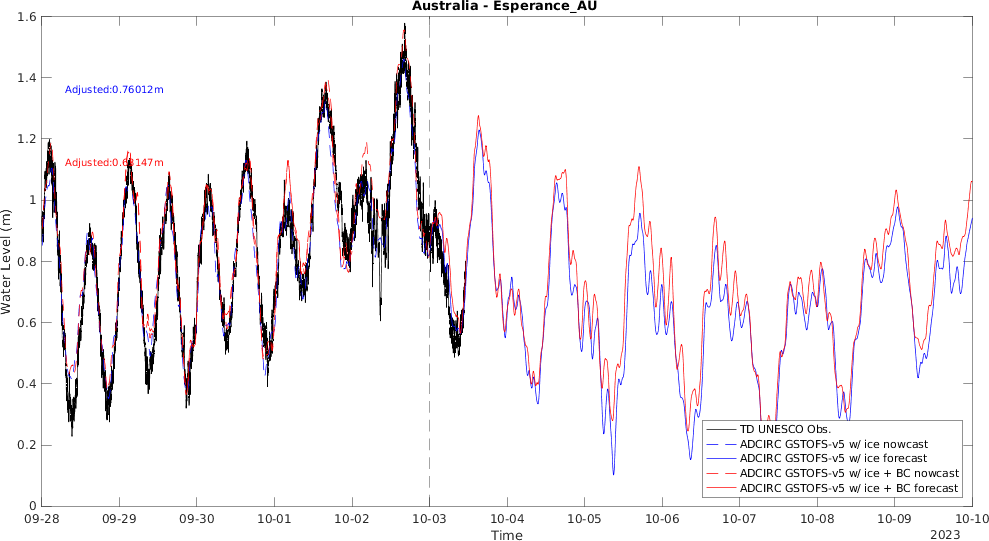 Australia - Esperance_AU
Water Level (m)
1.6
1.4
1.2
1
0.8
0.6
0.4
0.2
0
Adjusted:0.76012m
TD UNESCO Obs.
ADCIRC GSTOFS-v5 w/ ice nowcast
ADCIRC GSTOFS-v5 w/ ice forecast
ADCIRC GSTOFS-v5 w/ ice + BC nowcast
ADCIRC GSTOFS-v5 w/ ice + BC forecast
09-28 09-29 09-30 10-01 10-02 10-03 10-04 10-05 10-06 10-07 10-08 10-09 10-10
Time
2023